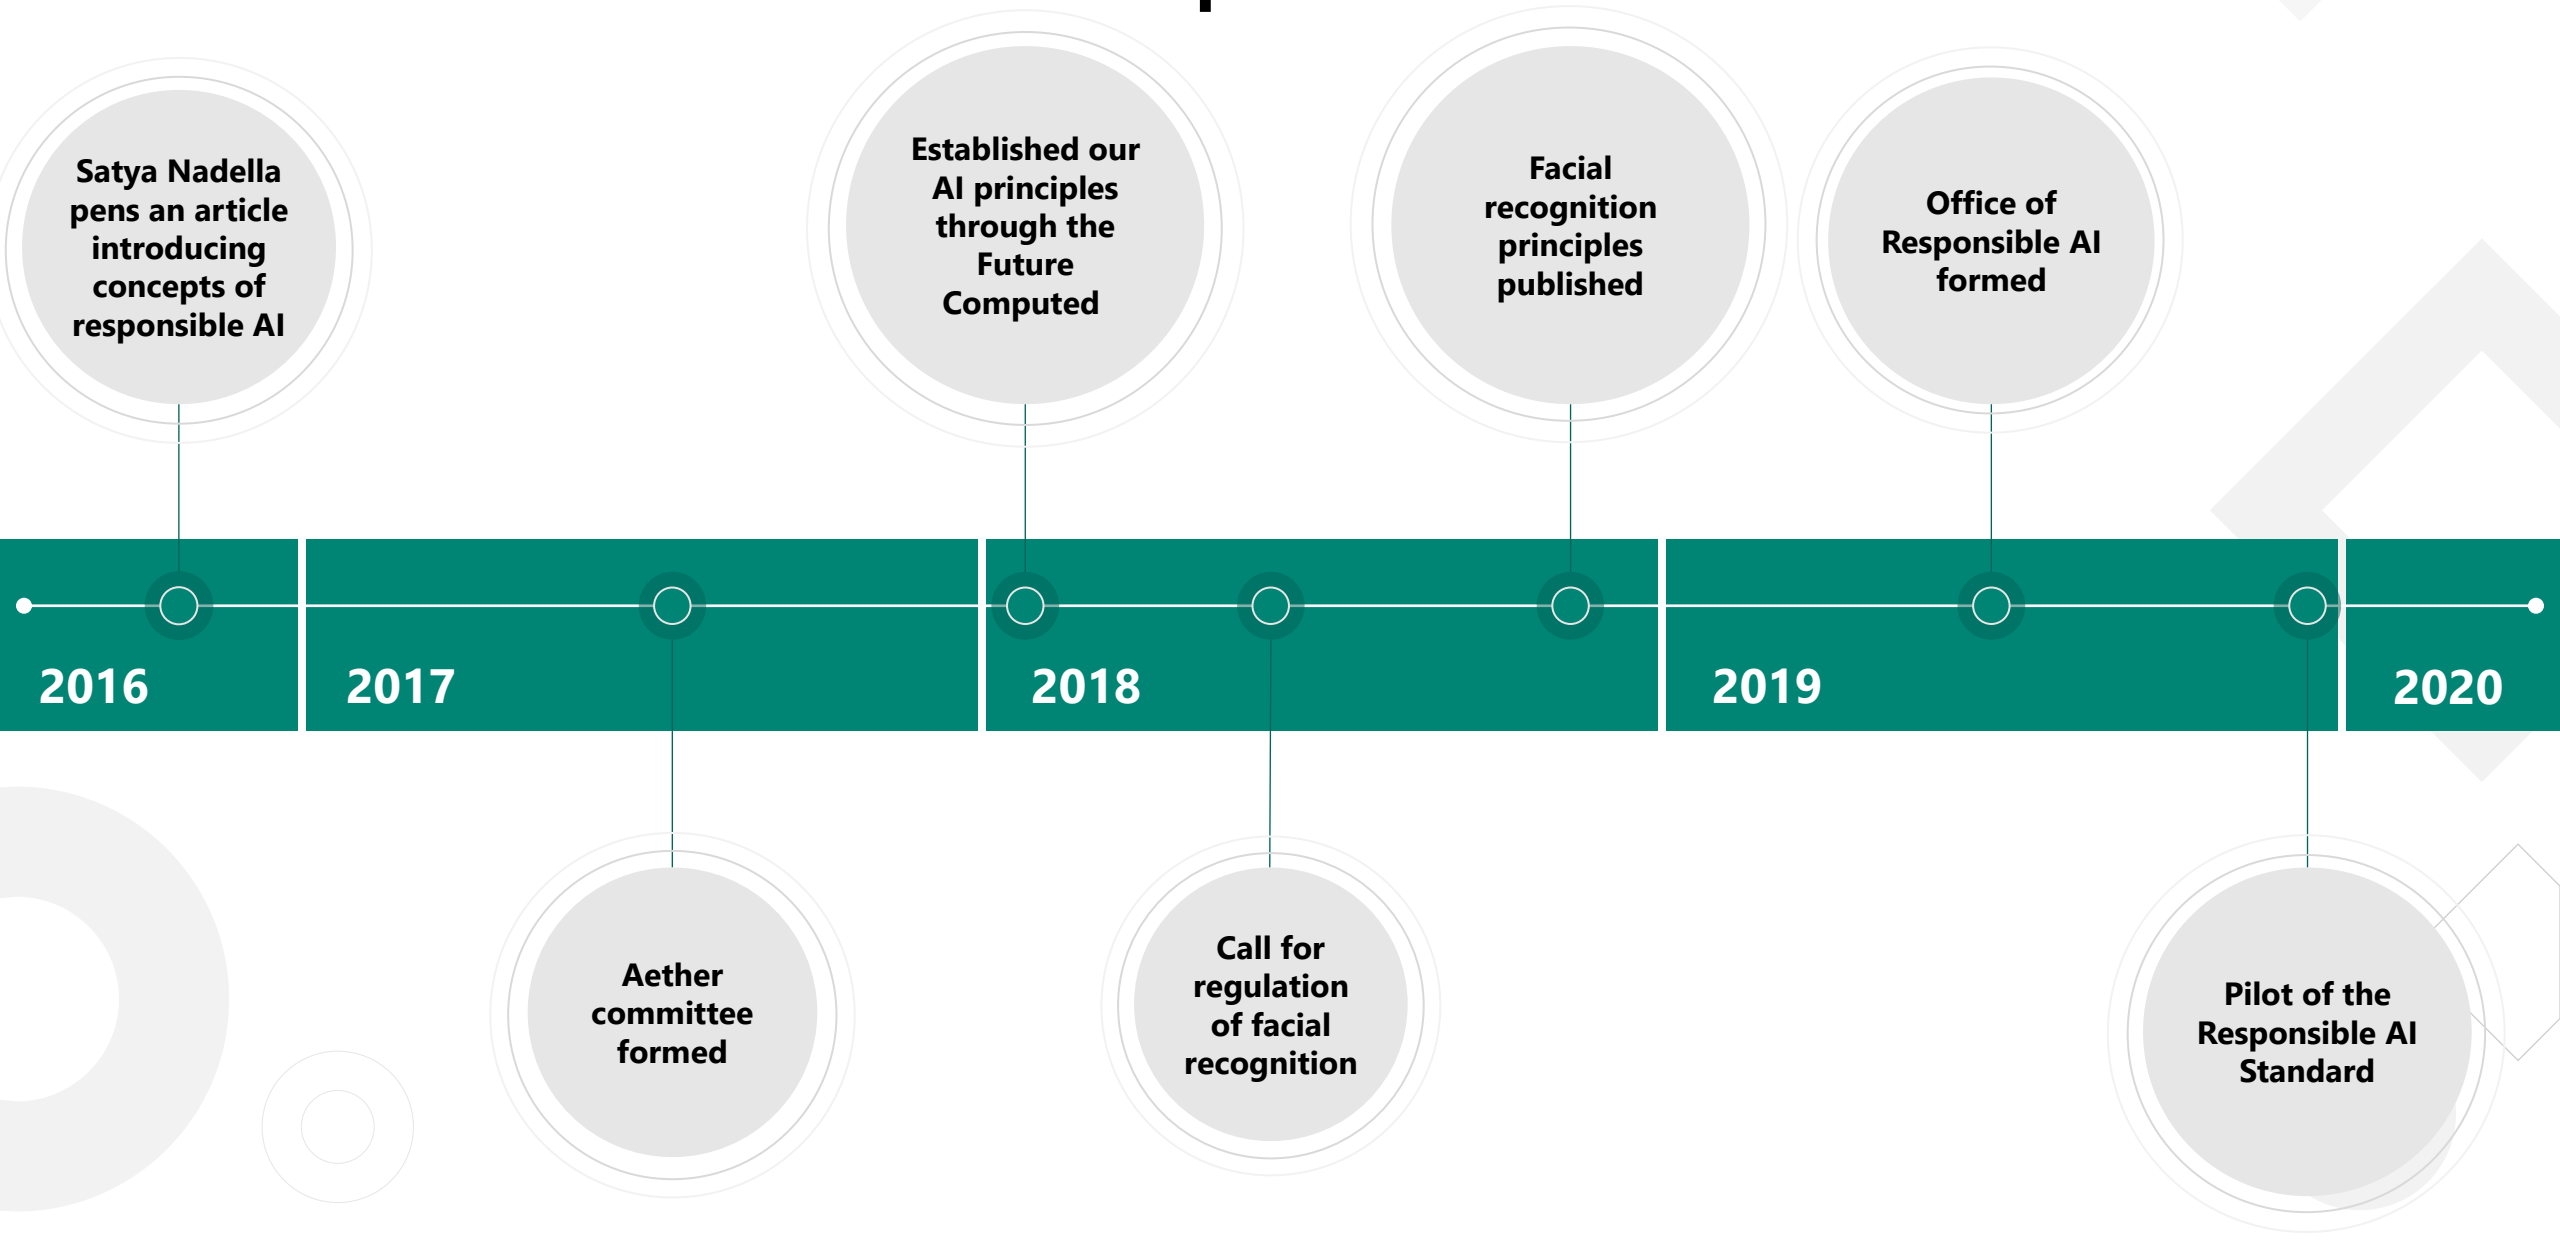 Satya Nadella
pens an article
introducing
concepts of
responsible AI
Established our
AI principles
through the
Future
Computed
Facial
recognition
principles
published
Office of
Responsible AI
formed
2016
2017
2018
2019
2020
Aether
committee
formed
Call for
regulation
of facial
recognition
Pilot of the
Responsible AI
Standard